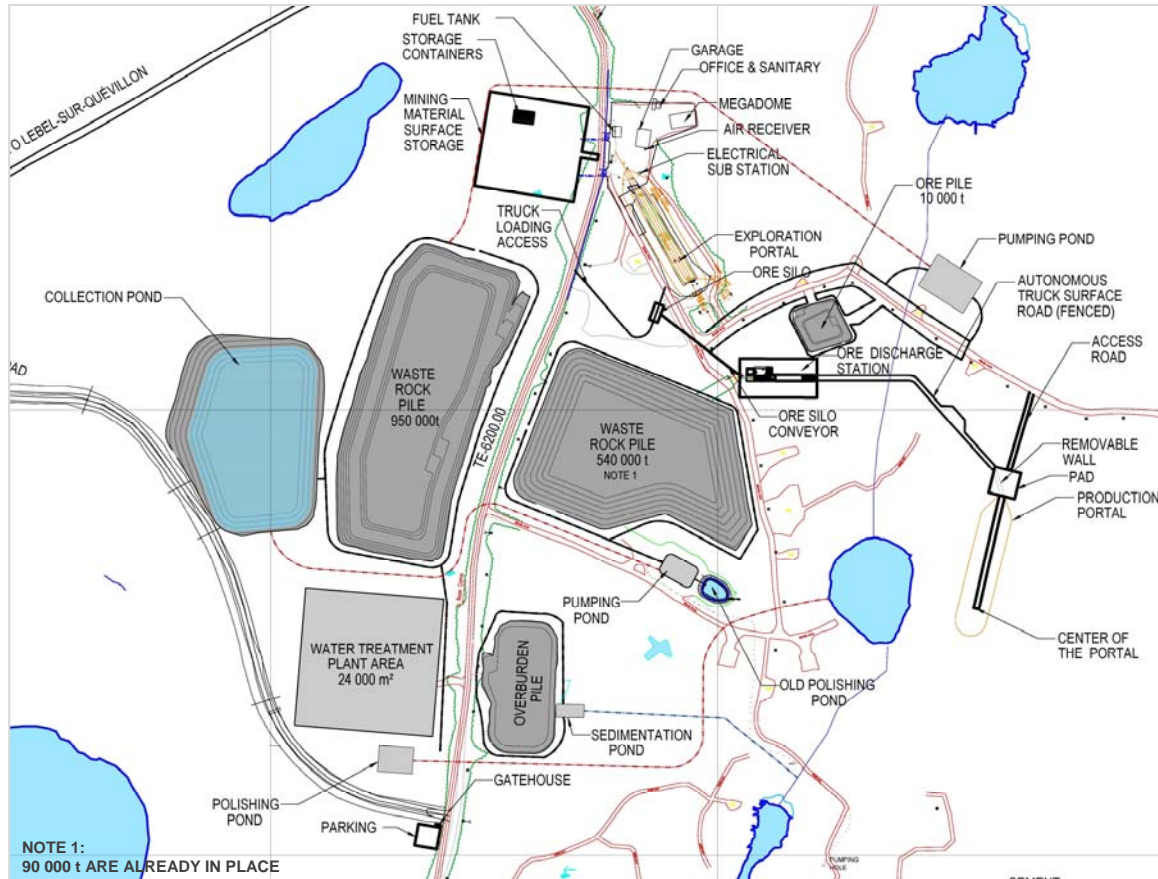 FUEL TANK
STORAGE
CONTAINERS
GARAGE
OFFICE & SANITARY
MINING
MATERIAL
SURFACE
STORAGE
MEGADOME
AIR RECEIVER
ELECTRICAL
SUB STATION
O LEBEL-SUR-QUÉVILLON
ORE PILE
10 000 t
TRUCK
LOADING
ACCESS
EXPLORATION
PORTAL
ORE SILO
PUMPING POND
AUTONOMOUS
TRUCK SURFACE
ROAD (FENCED)
COLLECTION POND
ACCESS
ROAD
ORE DISCHARGE
STATION
WASTE
ROCK
PILE
950 000t
TE-6200.00
WASTE
ROCK PILE
540 000 t
NOTE 1
ORE SILO
CONVEYOR
REMOVABLE
WALL
PAD
PRODUCTION
PORTAL
PUMPING
POND
CENTER OF
THE PORTAL
WATER TREATMENT
PLANT AREA
24 000 m²
OVERBURDEN
PILE
OLD POLISHING
POND
SEDIMENTATION
POND
GATEHOUSE
POLISHING
POND
PARKING
PUMPING
HOLE
NOTE 1:
90 000 t ARE ALREADY IN PLACE